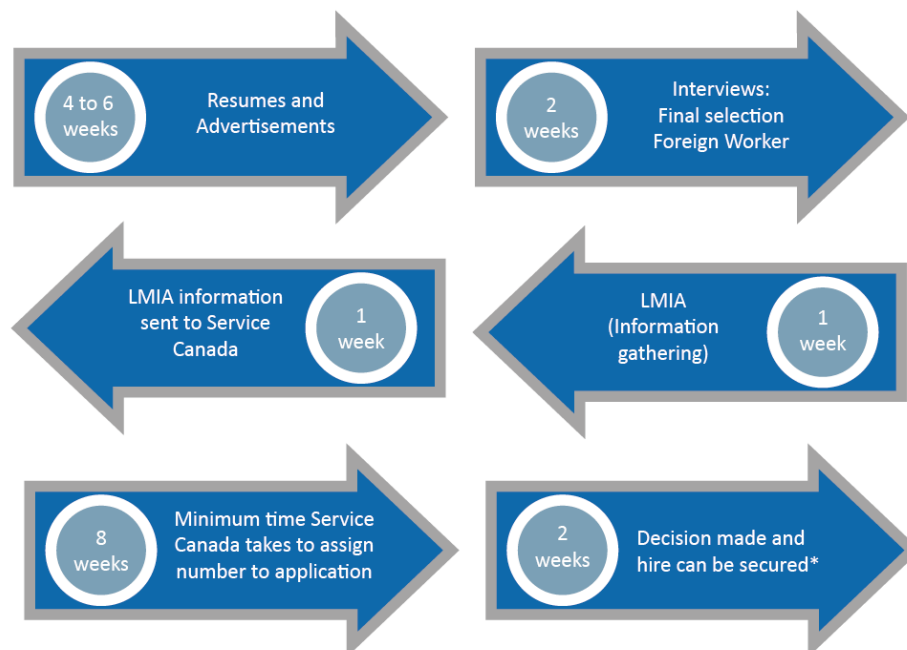 4 to 6
weeks
Resumes and
Advertisements
2
weeks
Interviews:
Final selection
Foreign Worker
LMIA
(Information
gathering)
1
week
LMIA information
sent to Service
Canada
1
week
8
weeks
Minimum time Service
Canada takes to assign
number to application
2
weeks
Decision made and
hire can be secured*